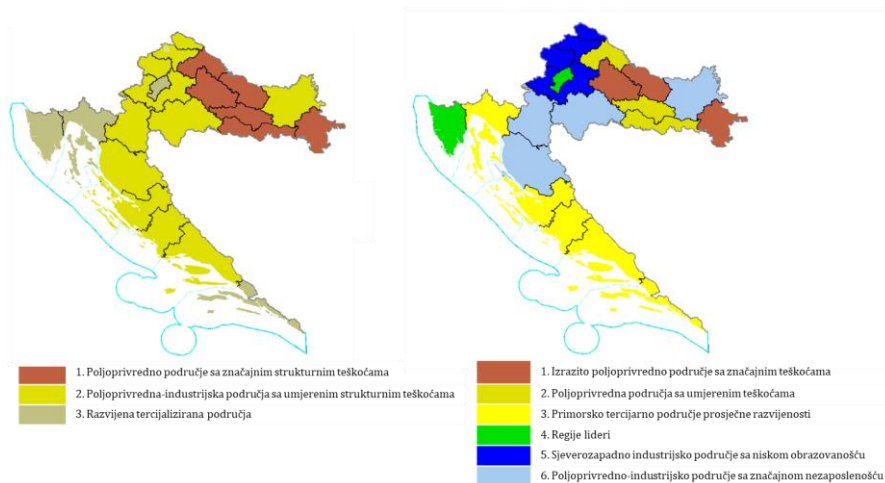 1. Poljoprivredno područje sa značajnim strukturnim teškoćama
2. Poljoprivredna-industrijska područja sa umjerenim strukturnim teškoćama
3. Razvijena tercijalizirana područja
1. Izrazito poljoprivredno područje sa značajnim teškoćama
2. Poljoprivredna područja sa umjerenim teškoćama
3. Primorsko tercijarno područje prosječne razvijenosti
4. Regije lideri
5. Sjeverozapadno industrijsko područje sa niskom obrazovanošću
6. Poljoprivredno-industrijsko područje sa značajnom nezaposlenošću